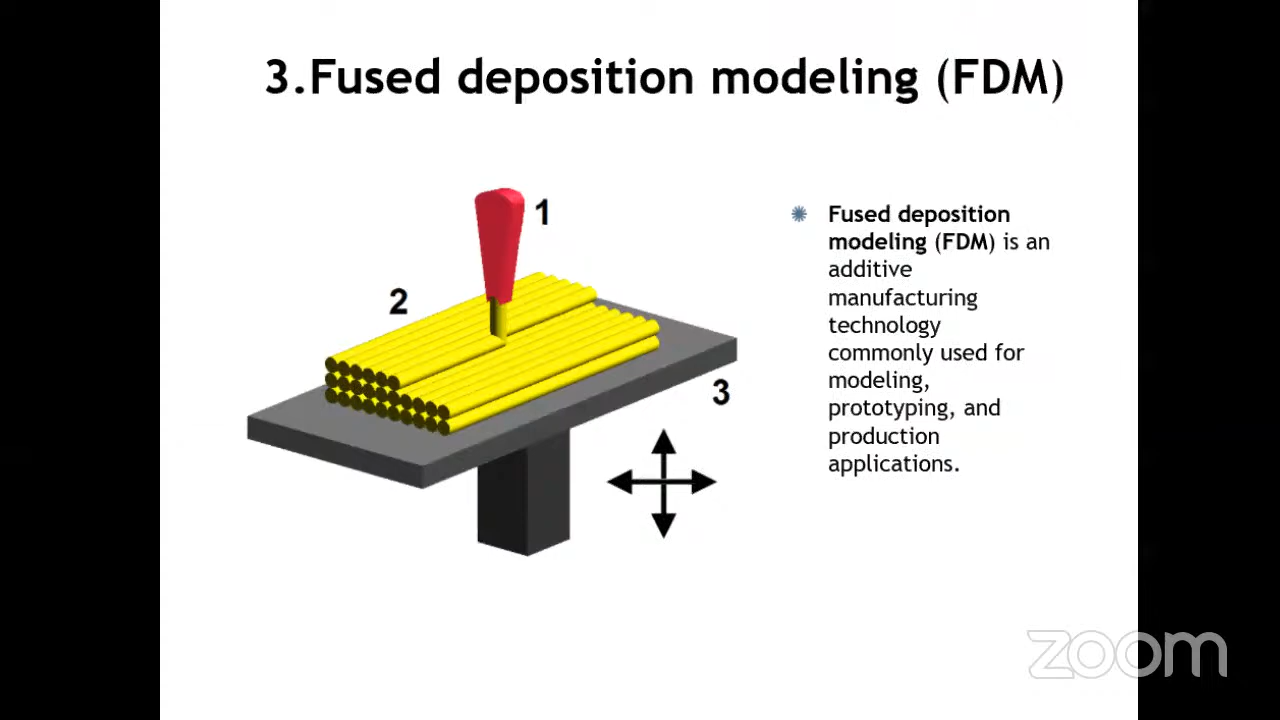 3.Fused deposition modeling (FDM)
1
2
3
Fused deposition
modeling (FDM) is an
additive
manufacturing
technology
commonly used for
modeling,
prototyping, and
production
applications.
zoom